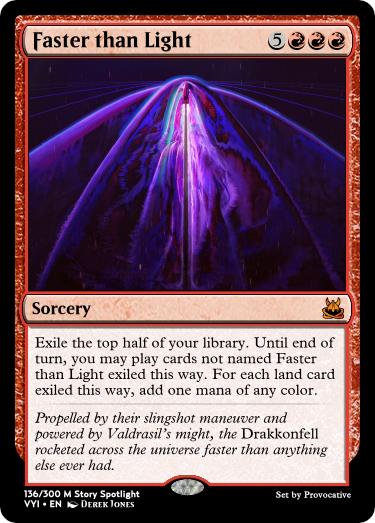 Faster than Light 5
Sorcery
Exile the top half of your library. Until end of
turn, you may play cards not named Faster
than Light exiled this way. For each land card
exiled this way, add one mana of any color.
Propelled by their slingshot maneuver and
powered by Valdrasil's might, the Drakkonfell
rocketed across the universe faster than anything
else ever had.
136/300 M Story Spotlight
VYI • EN Derek Jones
Set by Provocative